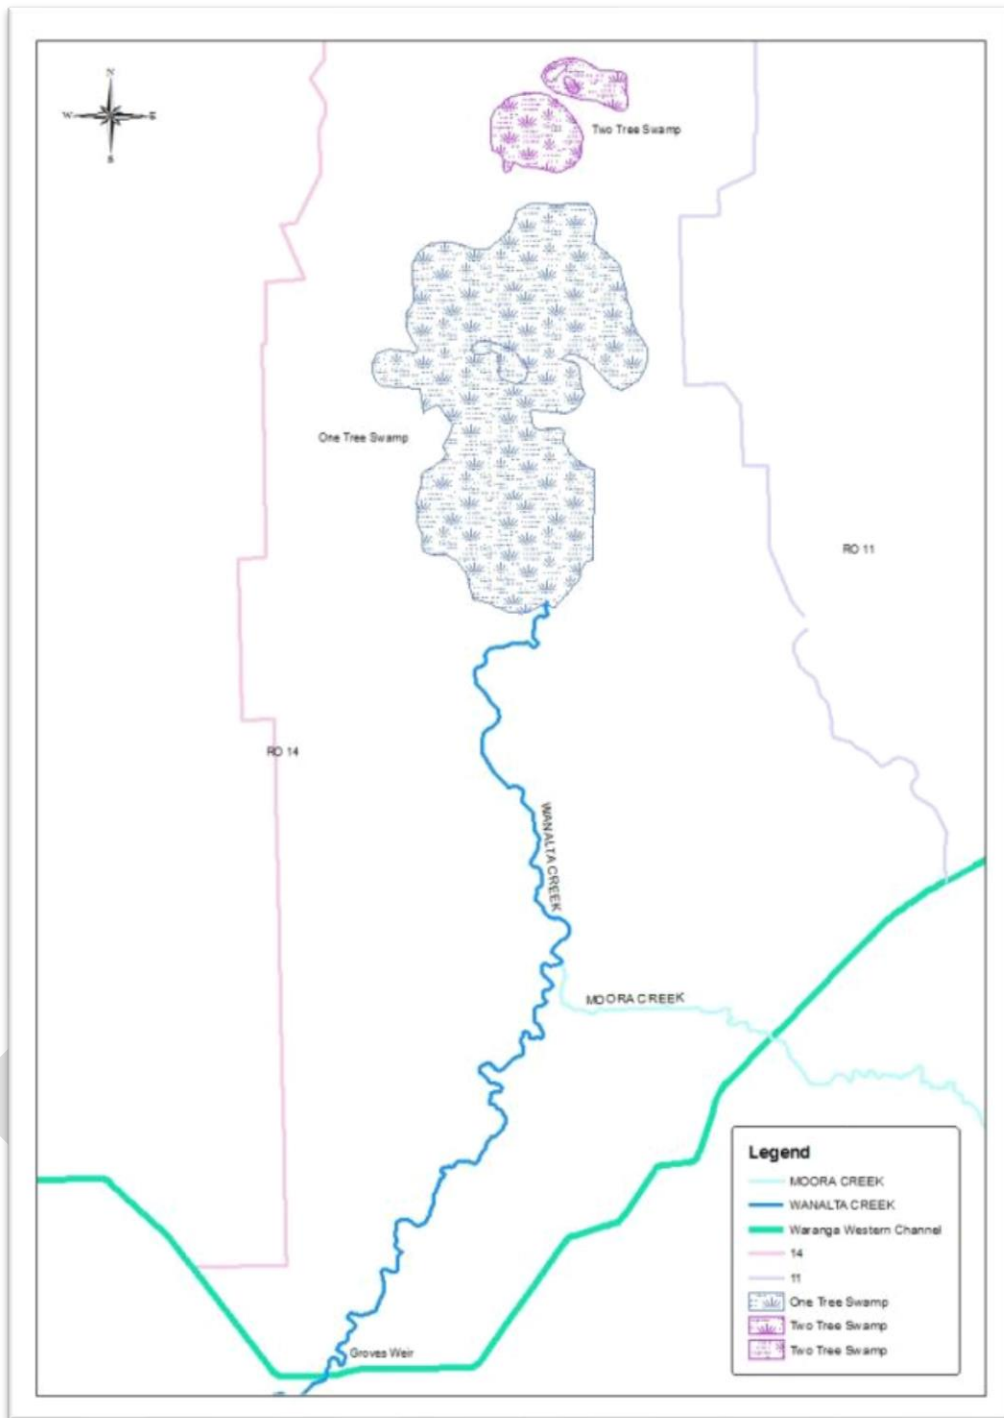 N
W E
S
Two Tree Swamp
One Tree Swamp
RO 11
RO 14
WANALTA CREEK
MOORA CREEK
Groves Weir
Legend
MOORA CREEK
WANALTA CREEK
Waranga Western Channel
14
11
One Tree Swamp
Two Tree Swamp
Two Tree Swamp